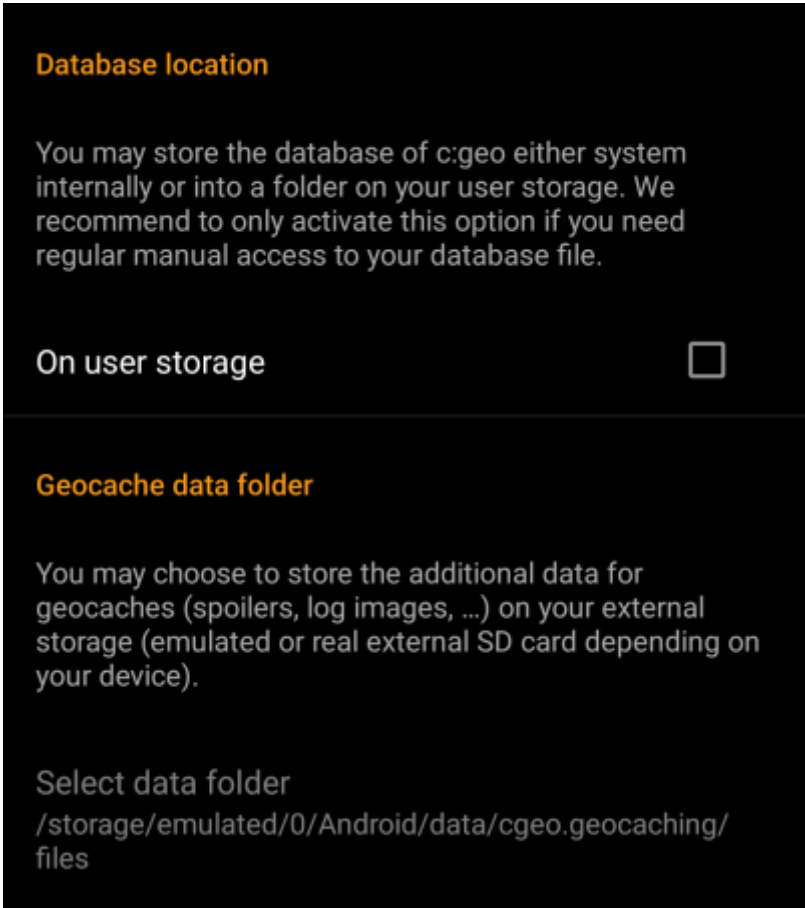 Database location
You may store the database of c:geo either system
internally or into a folder on your user storage. We
recommend to only activate this option if you need
regular manual access to your database file.
On user storage
Geocache data folder
You may choose to store the additional data for
geocaches (spoilers, log images, …) on your external
storage (emulated or real external SD card depending on
your device).
Select data folder
/storage/emulated/0/Android/data/cgeo.geocaching/
files